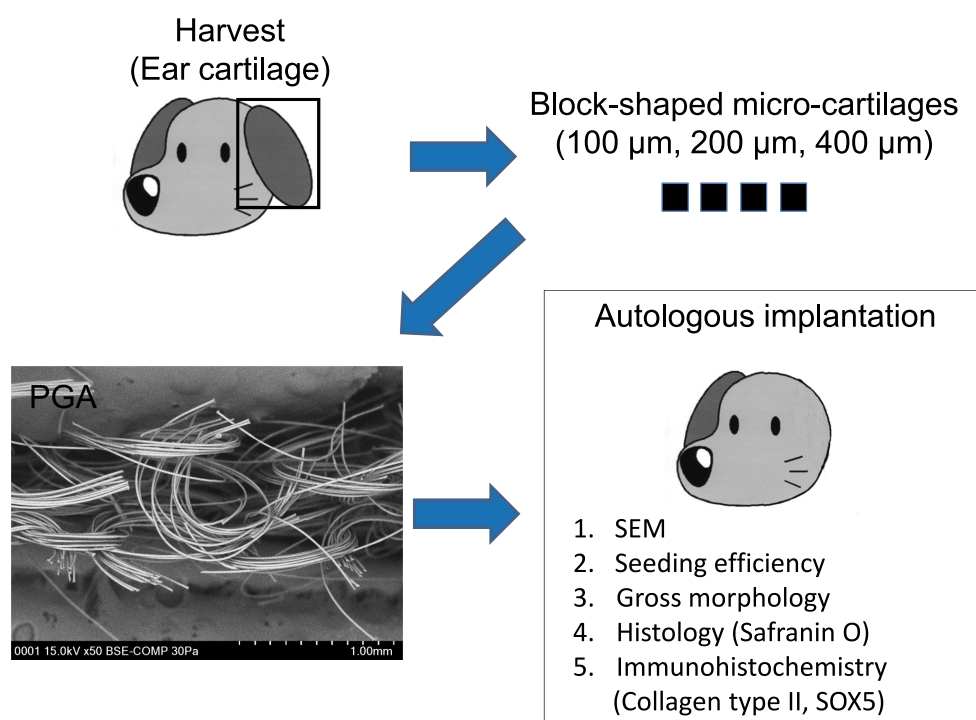 Harvest
(Ear cartilage)
Block-shaped micro-cartilages
(100 μm, 200 μm, 400 μm)
PGA
0001 15.0kV x50 BSE-COMP 30Pa 1.00mm
Autologous implantation
1. SEM
2. Seeding efficiency
3. Gross morphology
4. Histology (Safranin O)
5. Immunohistochemistry
(Collagen type II, SOX5)